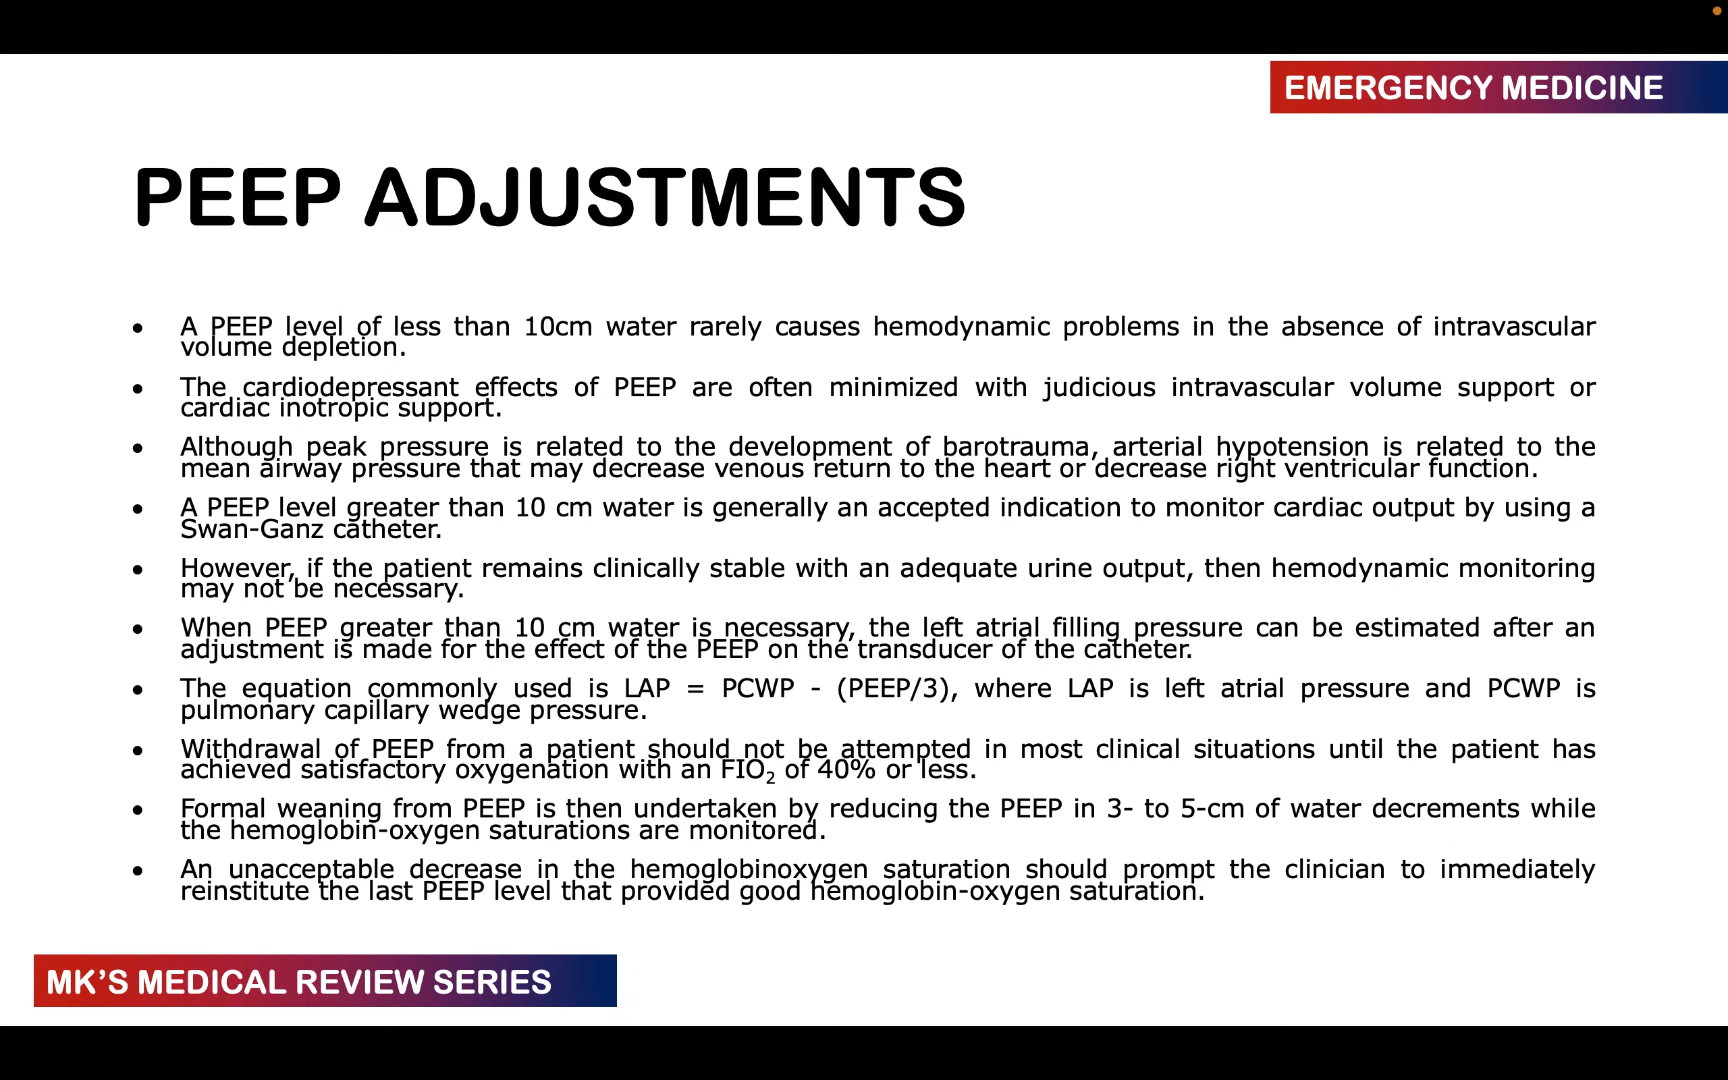 EMERGENCY MEDICINE
PEEP ADJUSTMENTS
• A PEEP level of less than 10cm water rarely causes hemodynamic problems in the absence of intravascular
volume depletion.
• The cardiodepressant effects of PEEP are often minimized with judicious intravascular volume support or
cardiac inotropic support.
• Although peak pressure is related to the development of barotrauma, arterial hypotension is related to the
mean airway pressure that may decrease venous return to the heart or decrease right ventricular function.
• A PEEP level greater than 10 cm water is generally an accepted indication to monitor cardiac output by using a
Swan-Ganz catheter.
• However, if the patient remains clinically stable with an adequate urine output, then hemodynamic monitoring
may not be necessary.
• When PEEP greater than 10 cm water is necessary, the left atrial filling pressure can be estimated after an
adjustment is made for the effect of the PEEP on the transducer of the catheter.
• The equation commonly used is LAP = PCWP - (PEEP/3), where LAP is left atrial pressure and PCWP is
pulmonary capillary wedge pressure.
• Withdrawal of PEEP from a patient should not be attempted in most clinical situations until the patient has
achieved satisfactory oxygenation with an FIO₂ of 40% or less.
• Formal weaning from PEEP is then undertaken by reducing the PEEP in 3- to 5-cm of water decrements while
the hemoglobin-oxygen saturations are monitored.
• An unacceptable decrease in the hemoglobinoxygen saturation should prompt the clinician to immediately
reinstitute the last PEEP level that provided good hemoglobin-oxygen saturation.
MK’S MEDICAL REVIEW SERIES